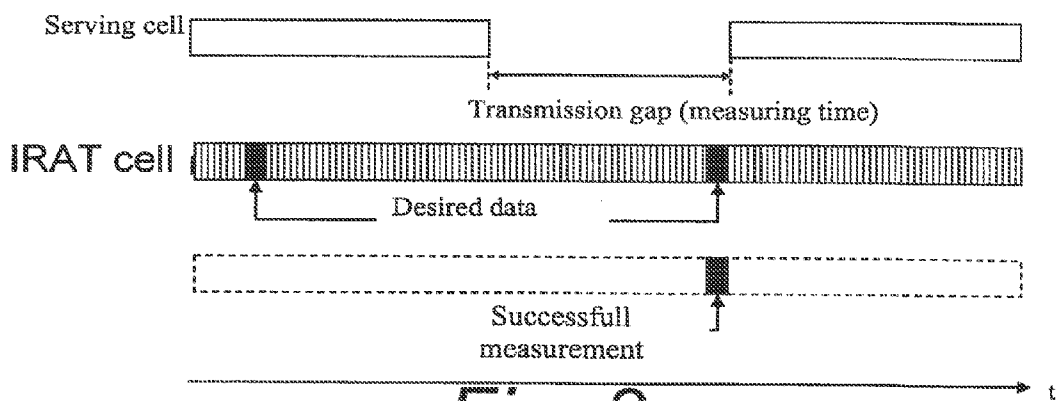 Serving cell
Transmission gap (measuring time)
IRAT cell
Desired data
Successfull
measurement
t